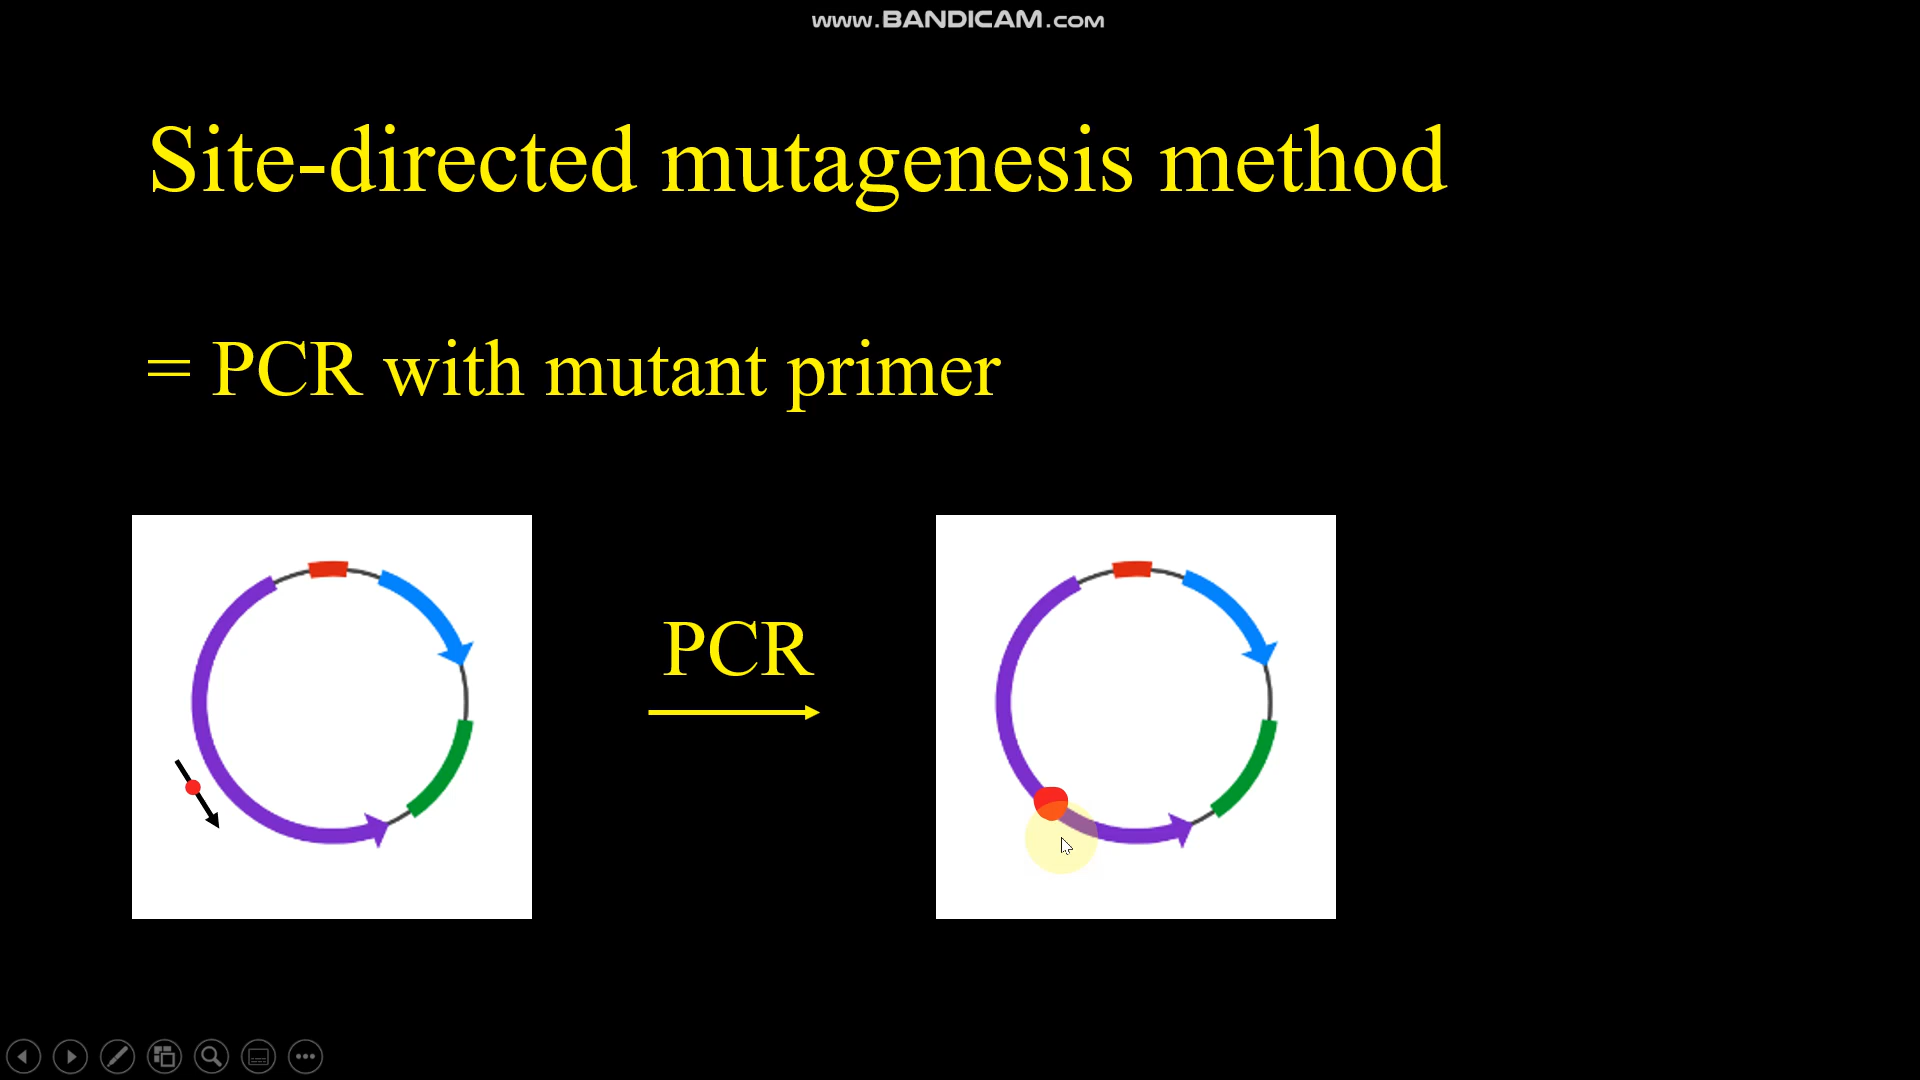 www.BANDICAM.com
Site-directed mutagenesis method
= PCR with mutant primer
PCR